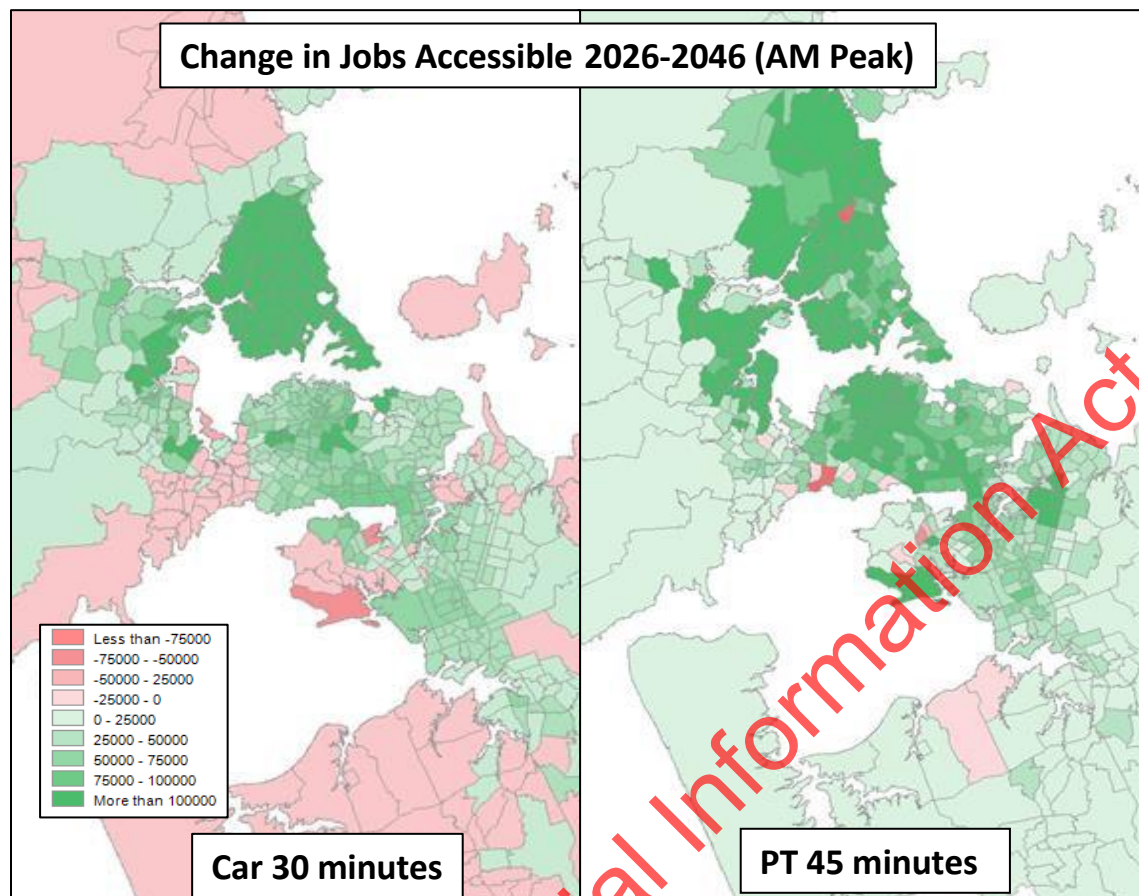 Change in Jobs Accessible 2026-2046 (AM Peak)
Less than -75000
-75000 - -50000
-50000 - 25000
-25000 - 0
0 - 25000
25000 - 50000
50000 - 75000
75000 - 100000
More than 100000
Car 30 minutes
PT 45 minutes
Information Act